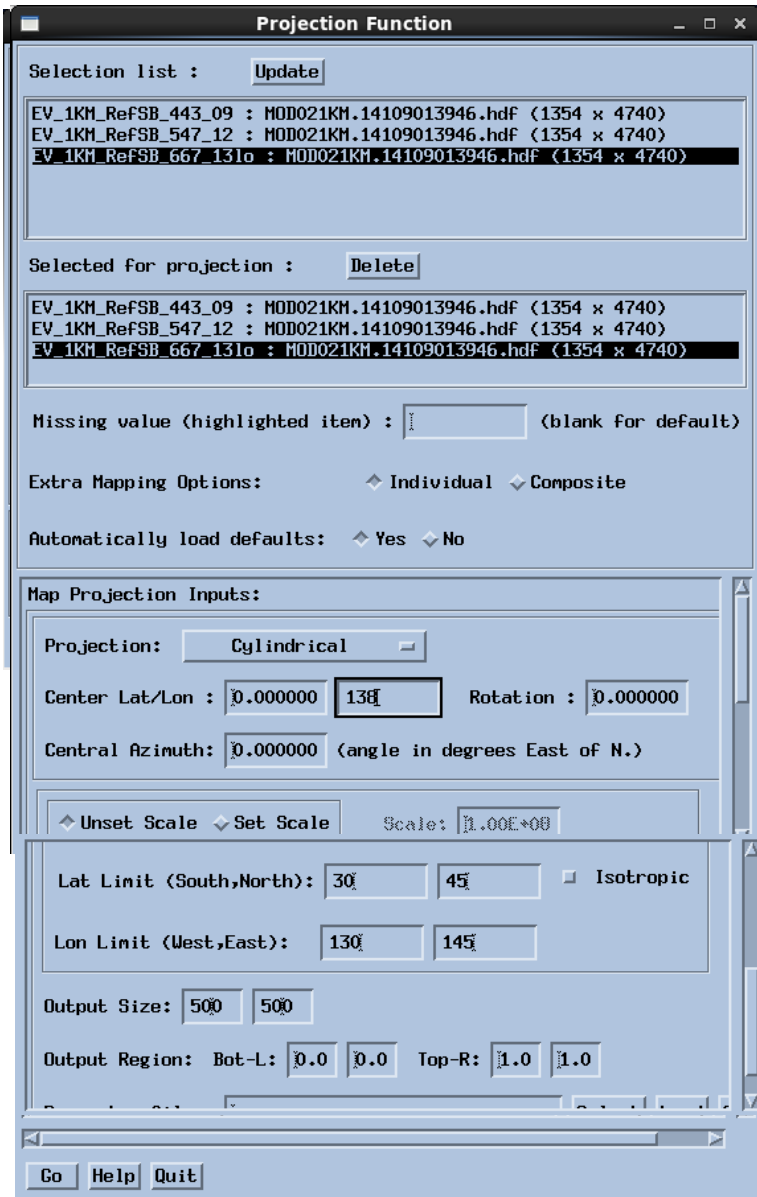 Projection Function
Selection list : Update
EV_1KM_RefSB_443_09 : MOD021KM.14109013946.hdf (1354 x 4740)
EV_1KM_RefSB_547_12 : MOD021KM.14109013946.hdf (1354 x 4740)
EV_1KM_RefSB_667_13lo : MOD021KM.14109013946.hdf (1354 x 4740)
Selected for projection : Delete
EV_1KM_RefSB_443_09 : MOD021KM.14109013946.hdf (1354 x 4740)
EV_1KM_RefSB_547_12 : MOD021KM.14109013946.hdf (1354 x 4740)
EV_1KM_RefSB_667_13lo : MOD021KM.14109013946.hdf (1354 x 4740)
Missing value (highlighted item) : (blank for default)
Extra Mapping Options: Individual Composite
Automatically load defaults: Yes No
Map Projection Inputs:
Projection: Cylindrical
Center Lat/Lon : 0.000000 138 Rotation : 0.000000
Central Azimuth: 0.000000 (angle in degrees East of N.)
Unset Scale Set Scale Scale: 1.00E+08
Lat Limit (South,North): 30 45 Isotropic
Lon Limit (West,East): 130 145
Output Size: 500 500
Output Region: Bot-L: 0.0 0.0 Top-R: 1.0 1.0
Go Help Quit